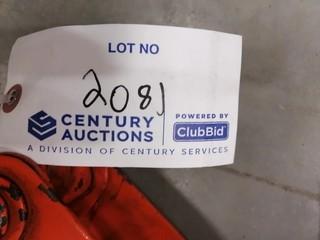 LOT NO
2081
CENTURY AUCTIONS
POWERED BY ClubBid
A DIVISION OF CENTURY SERVICES